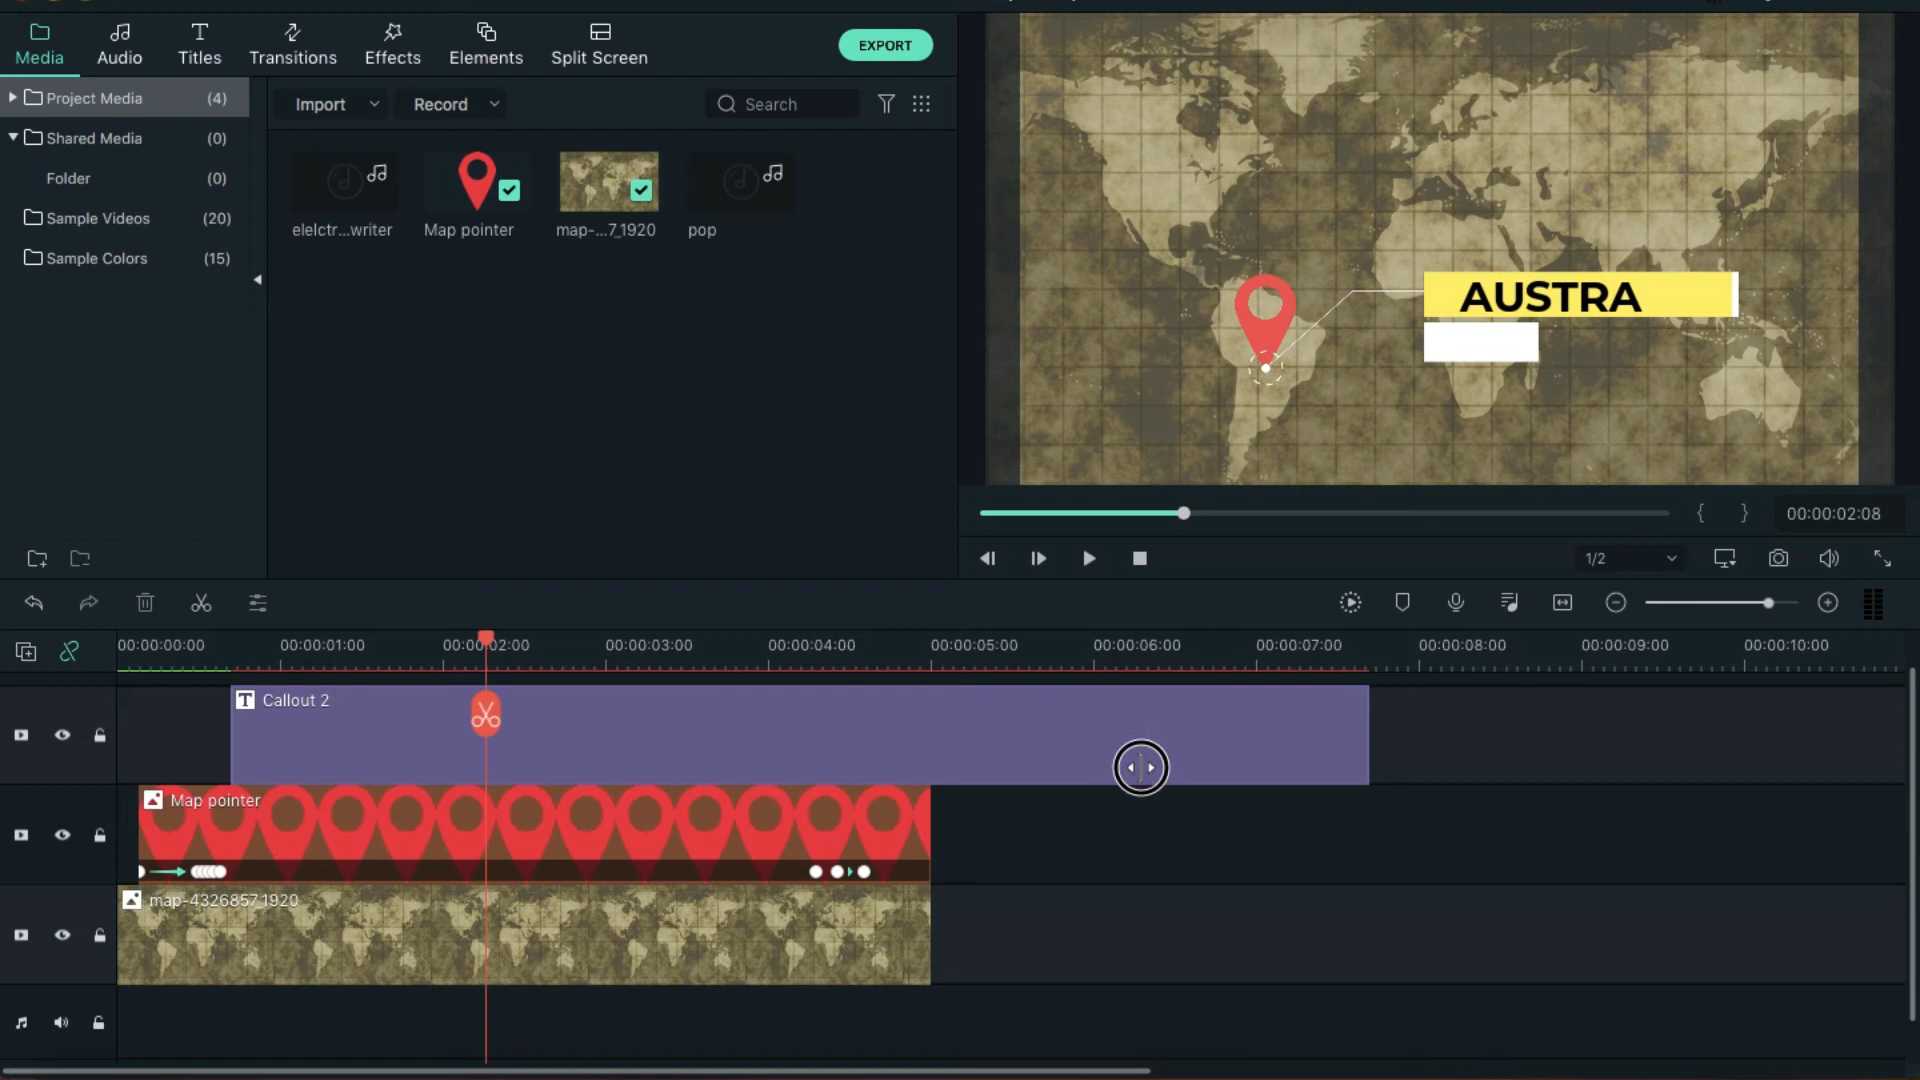 Media
Audio
Titles
Transitions
Effects
Elements
Split Screen
EXPORT
Project Media (4)
Shared Media (0)
Folder (0)
Sample Videos (20)
Sample Colors (15)
Import
Record
Search
elelctr...writer
Map pointer
map-...7_1920
pop
AUSTRA
00:00:02:08
1/2
00:00:00:00
00:00:01:00
00:00:02:00
00:00:03:00
00:00:04:00
00:00:05:00
00:00:06:00
00:00:07:00
00:00:08:00
00:00:09:00
00:00:10:00
T Callout 2
Map pointer
map-4326857_1920